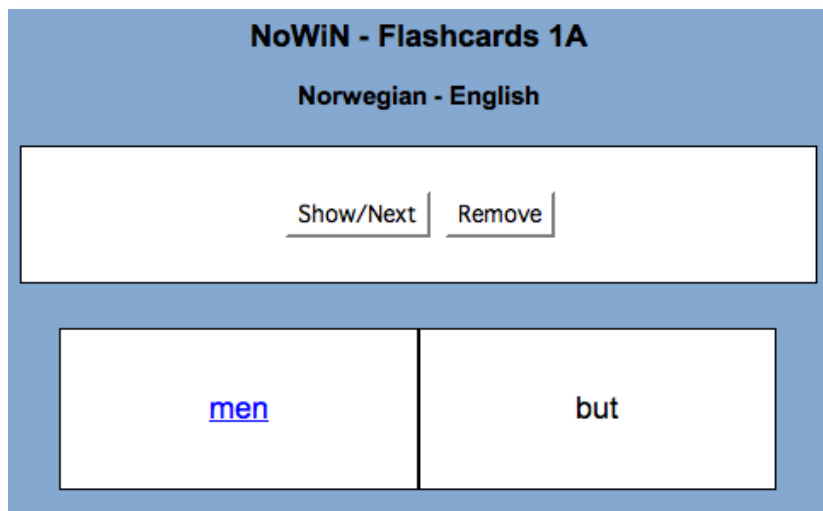 NoWiN - Flashcards 1A
Norwegian - English
Show/Next Remove
men but